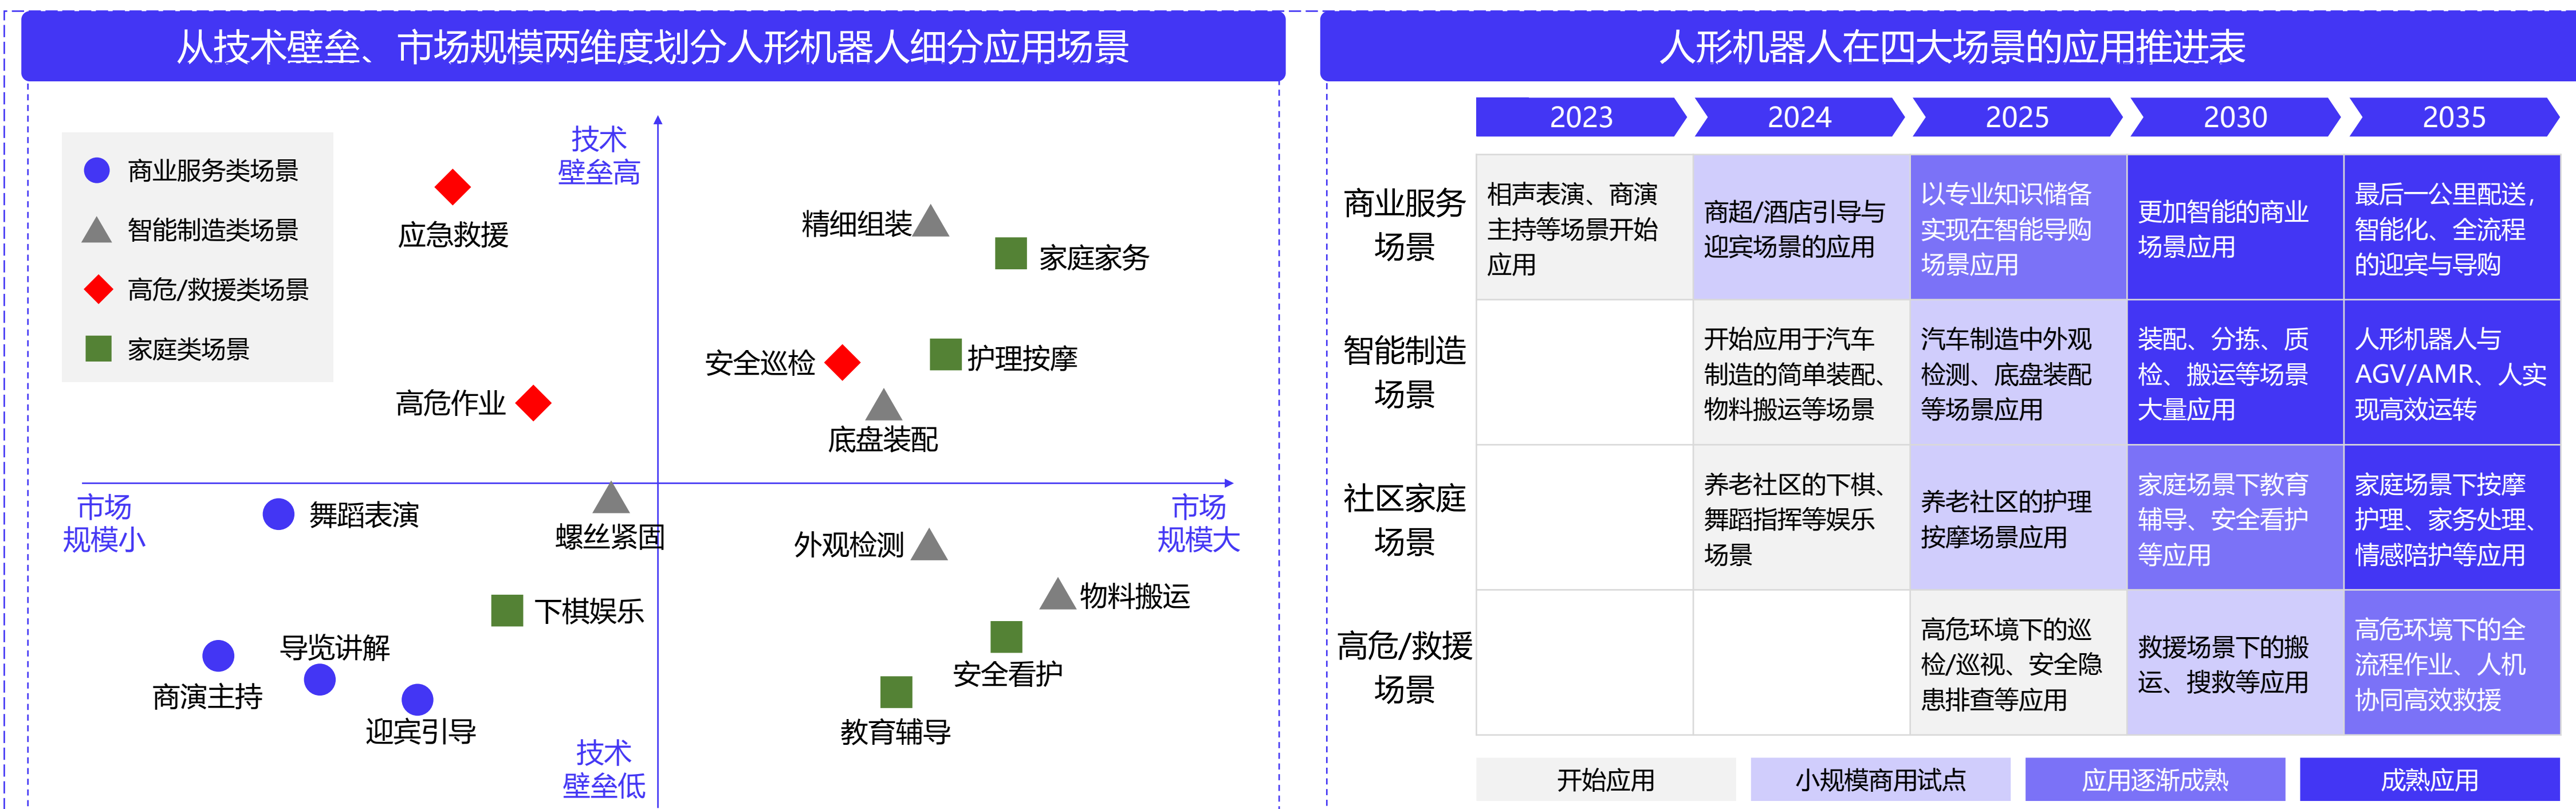 从技术壁垒、市场规模两维度划分人形机器人细分应用场景
商业服务类场景
智能制造类场景
高危/救援类场景
家庭类场景
技术
壁垒高
应急救援
精细组装
家庭家务
安全巡检
护理按摩
高危作业
底盘装配
市场
规模小
市场
规模大
舞蹈表演
螺丝紧固
外观检测
物料搬运
下棋娱乐
导览讲解
安全看护
商演主持
迎宾引导
教育辅导
技术
壁垒低
人形机器人在四大场景的应用推进表
2023
2024
2025
2030
2035
商业服务
场景
相声表演、商演
主持等场景开始
应用
商超/酒店引导与
迎宾场景的应用
以专业知识储备
实现在智能导购
场景应用
更加智能的商业
场景应用
最后一公里配送,
智能化、全流程
的迎宾与导购
智能制造
场景
开始应用于汽车
制造的简单装配、
物料搬运等场景
汽车制造中外观
检测、底盘装配
等场景应用
装配、分拣、质
检、搬运等场景
大量应用
人形机器人与
AGV/AMR、人实
现高效运转
社区家庭
场景
养老社区的下棋、
舞蹈指挥等娱乐
场景
养老社区的护理
按摩场景应用
家庭场景下教育
辅导、安全看护
等应用
家庭场景下按摩
护理、家务处理、
情感陪护等应用
高危/救援
场景
高危环境下的巡
检/巡视、安全隐
患排查等应用
救援场景下的搬
运、搜救等应用
高危环境下的全
流程作业、人机
协同高效救援
开始应用
小规模商用试点
应用逐渐成熟
成熟应用